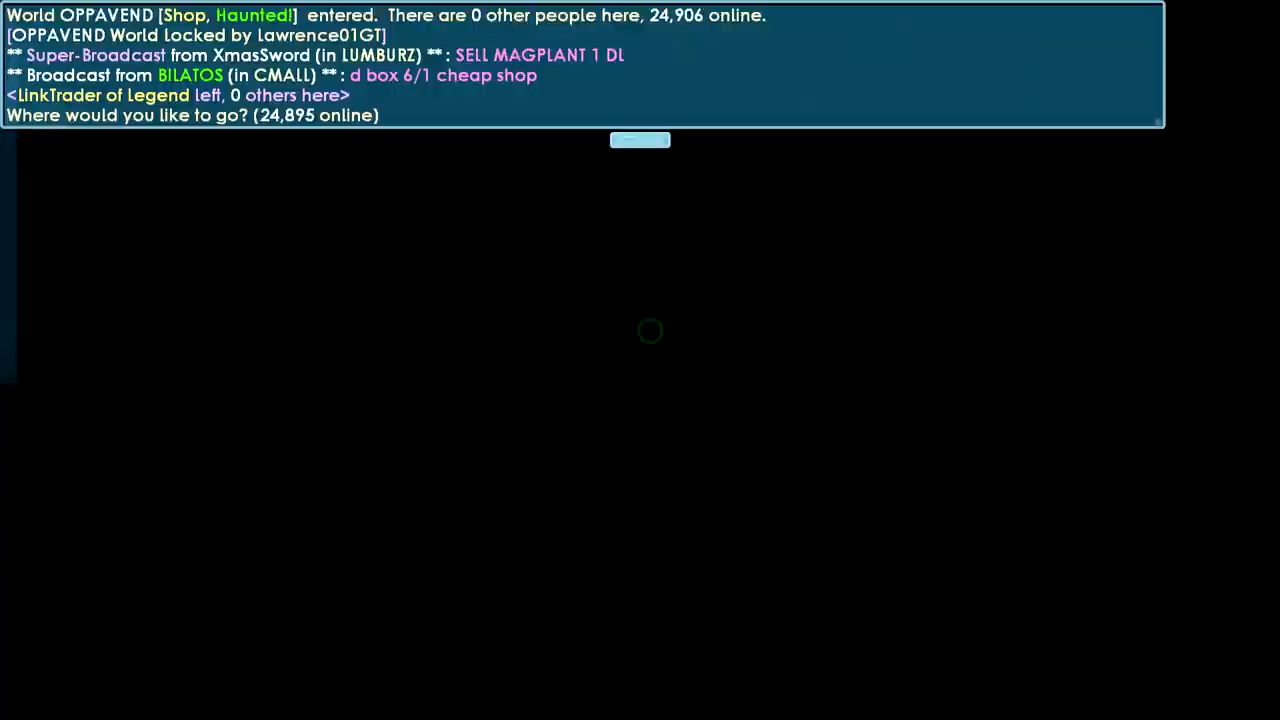 World OPPAVEND [Shop, Haunted!] entered. There are 0 other people here, 24,906 online.
[OPPAVEND World Locked by Lawrence01GT]
** Super-Broadcast from XmasSword (in LUMBURZ) ** : SELL MAGPLANT 1 DL
** Broadcast from BILATOS (in CMALL) ** : d box 6/1 cheap shop
<LinkTrader of Legend left, 0 others here>
Where would you like to go? (24,895 online)